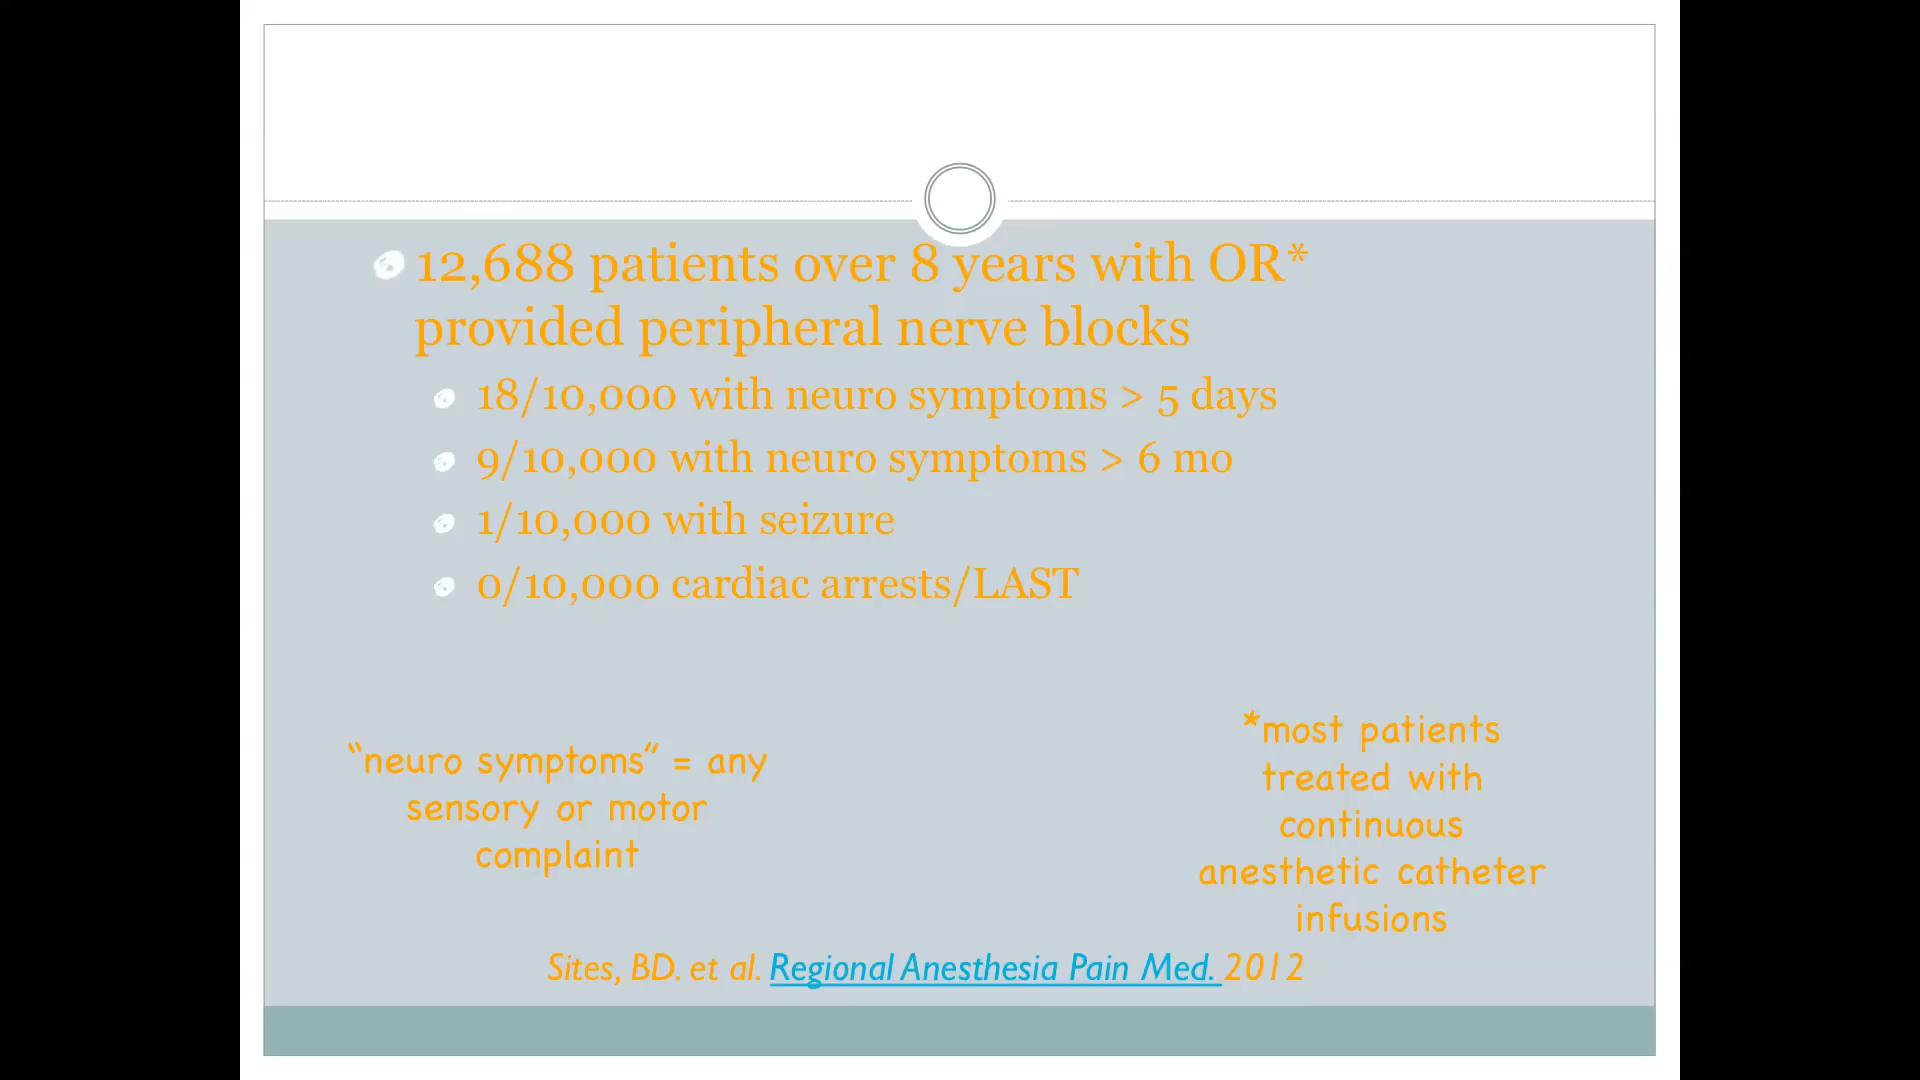 12,688 patients over 8 years with OR*
provided peripheral nerve blocks
18/10,000 with neuro symptoms > 5 days
9/10,000 with neuro symptoms > 6 mo
1/10,000 with seizure
0/10,000 cardiac arrests/LAST
"neuro symptoms" = any
sensory or motor
complaint
*most patients
treated with
continuous
anesthetic catheter
infusions
Sites, BD. et al. Regional Anesthesia Pain Med. 2012